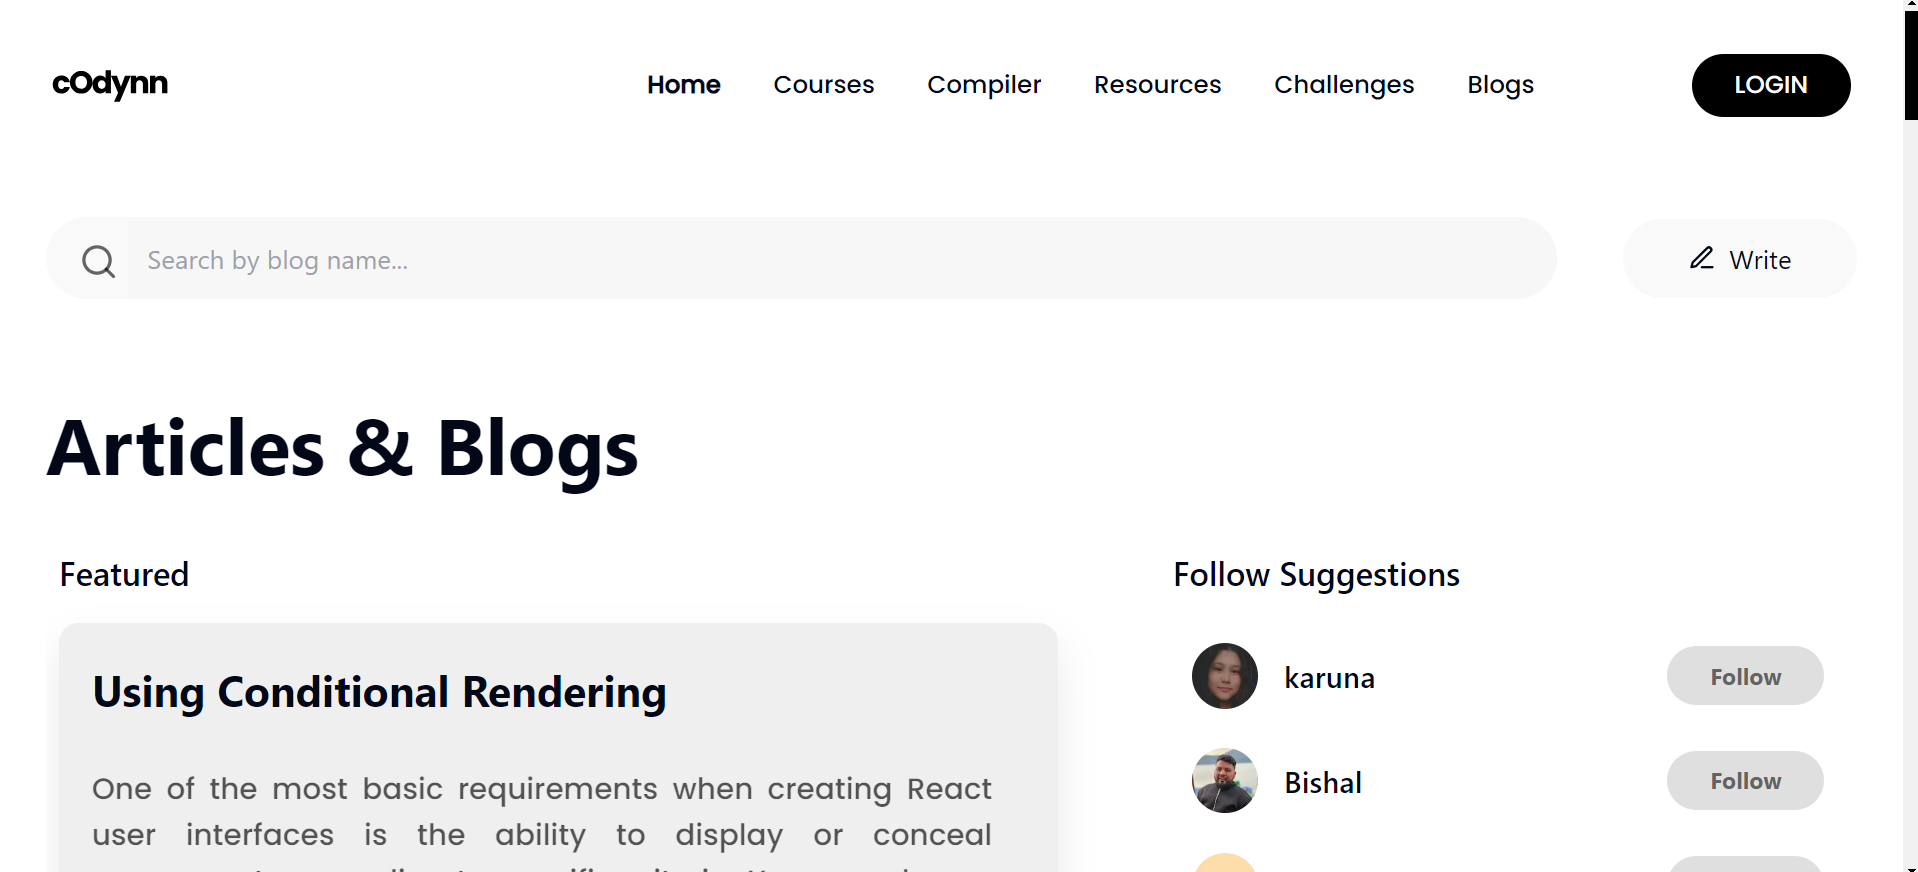 cOdynn
Home Courses Compiler Resources Challenges Blogs LOGIN
Search by blog name...
Write
Articles & Blogs
Featured
Using Conditional Rendering
One of the most basic requirements when creating React
user interfaces is the ability to display or conceal
Follow Suggestions
karuna Follow
Bishal Follow